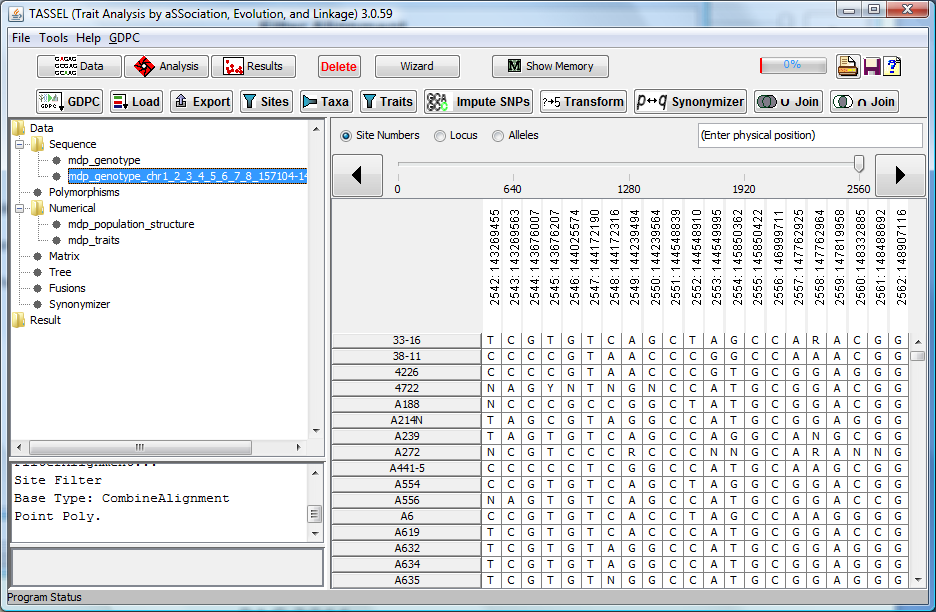 TASSEL (Trait Analysis by aSSociation, Evolution, and Linkage) 3.0.59
File Tools Help GDPC
Data Analysis Results Delete Wizard Show Memory 0%
GDPC Load Export Sites Taxa Traits Impute SNPs ?→5 Transform p↔q Synonymizer ∪ Join ∩ Join
Data
Sequence
mdp_genotype
mdp_genotype_chr1_2_3_4_5_6_7_8_157104-14
Polymorphisms
Numerical
mdp_population_structure
mdp_traits
Matrix
Tree
Fusions
Synonymizer
Result
Site Filter
Base Type: CombineAlignment
Point Poly.
Program Status
Site Numbers Locus Alleles (Enter physical position)
0 640 1280 1920 2560
2542: 143269455
2543: 143269563
2544: 143676007
2545: 143676207
2546: 144025574
2547: 144172190
2548: 144172316
2549: 144239494
2550: 144239564
2551: 144548839
2552: 144548910
2553: 144549995
2554: 145850362
2555: 145850422
2556: 146999711
2557: 147762925
2558: 147762964
2559: 147819958
2560: 148332885
2561: 148488692
2562: 148907116
33-16 T C G T G T C A G C T A G C C A R A C G G
38-11 C C C C G T A A C C C G G C C A A A C G G
4226 C C C C G T A A C C C G T G C G G A C G G
4722 N A G Y N T N G N C C A T G C G G A C G G
A188 N C C C G C C G G C T A T G C G G A C G G
A214N T A G C G T A G G C C A T G C G G A G G G
A239 T A G T G T C A G C C A G G C A N G C G G
A272 N C G T C C C R C C C N N G C A R A N N G
A441-5 C C C C C T C G G C C A T G C A A G C G G
A554 C C G T G T C A G C T A G G C G G A C G G
A556 N A G T G T C A G C C A T G C G G A C C G
A6 C C G T G T C A C C T A G C C A A G G G G
A619 T C G T G T C A C C C A T G C G G A C C G
A632 T C G T G T A G G C C A T G C G G A G G G
A634 T C G T G T A G G C C A T G C G G A C G G
A635 T C G T G T N G G C C A T G C G G A G G G